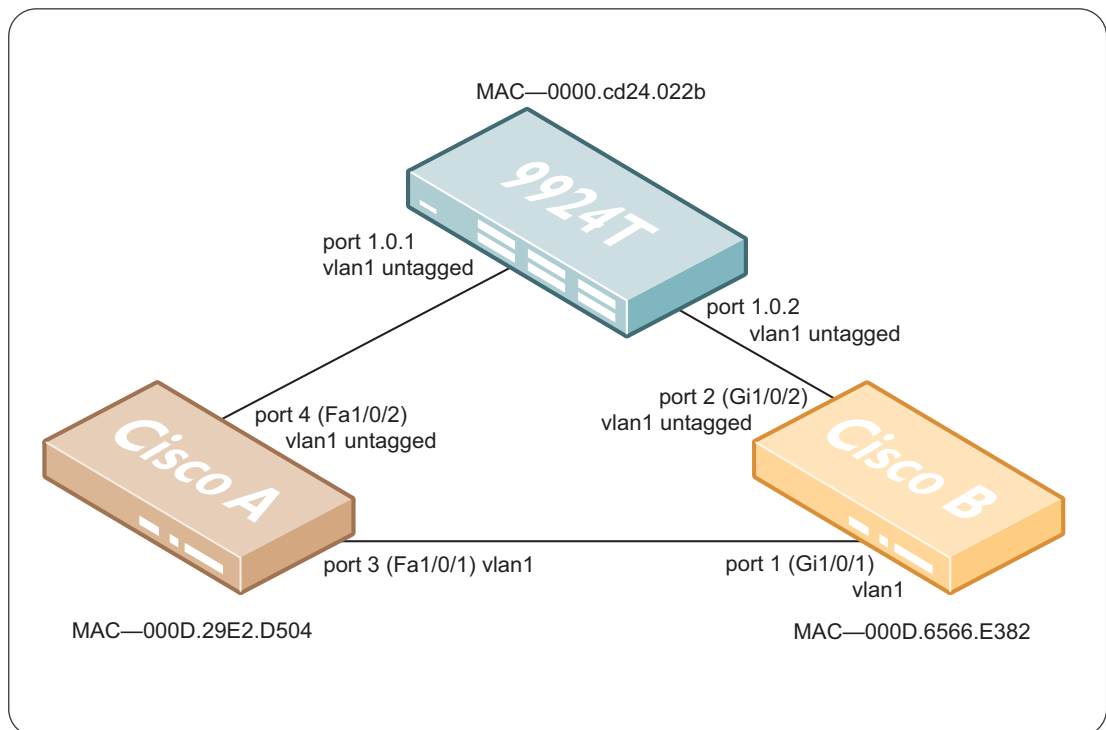 MAC—0000.cd24.022b
9924T
port 1.0.1
vlan1 untagged
port 1.0.2
vlan1 untagged
port 4 (Fa1/0/2)
vlan1 untagged
port 2 (Gi1/0/2)
vlan1 untagged
Cisco A
Cisco B
port 3 (Fa1/0/1) vlan1
port 1 (Gi1/0/1)
vlan1
MAC—000D.29E2.D504
MAC—000D.6566.E382